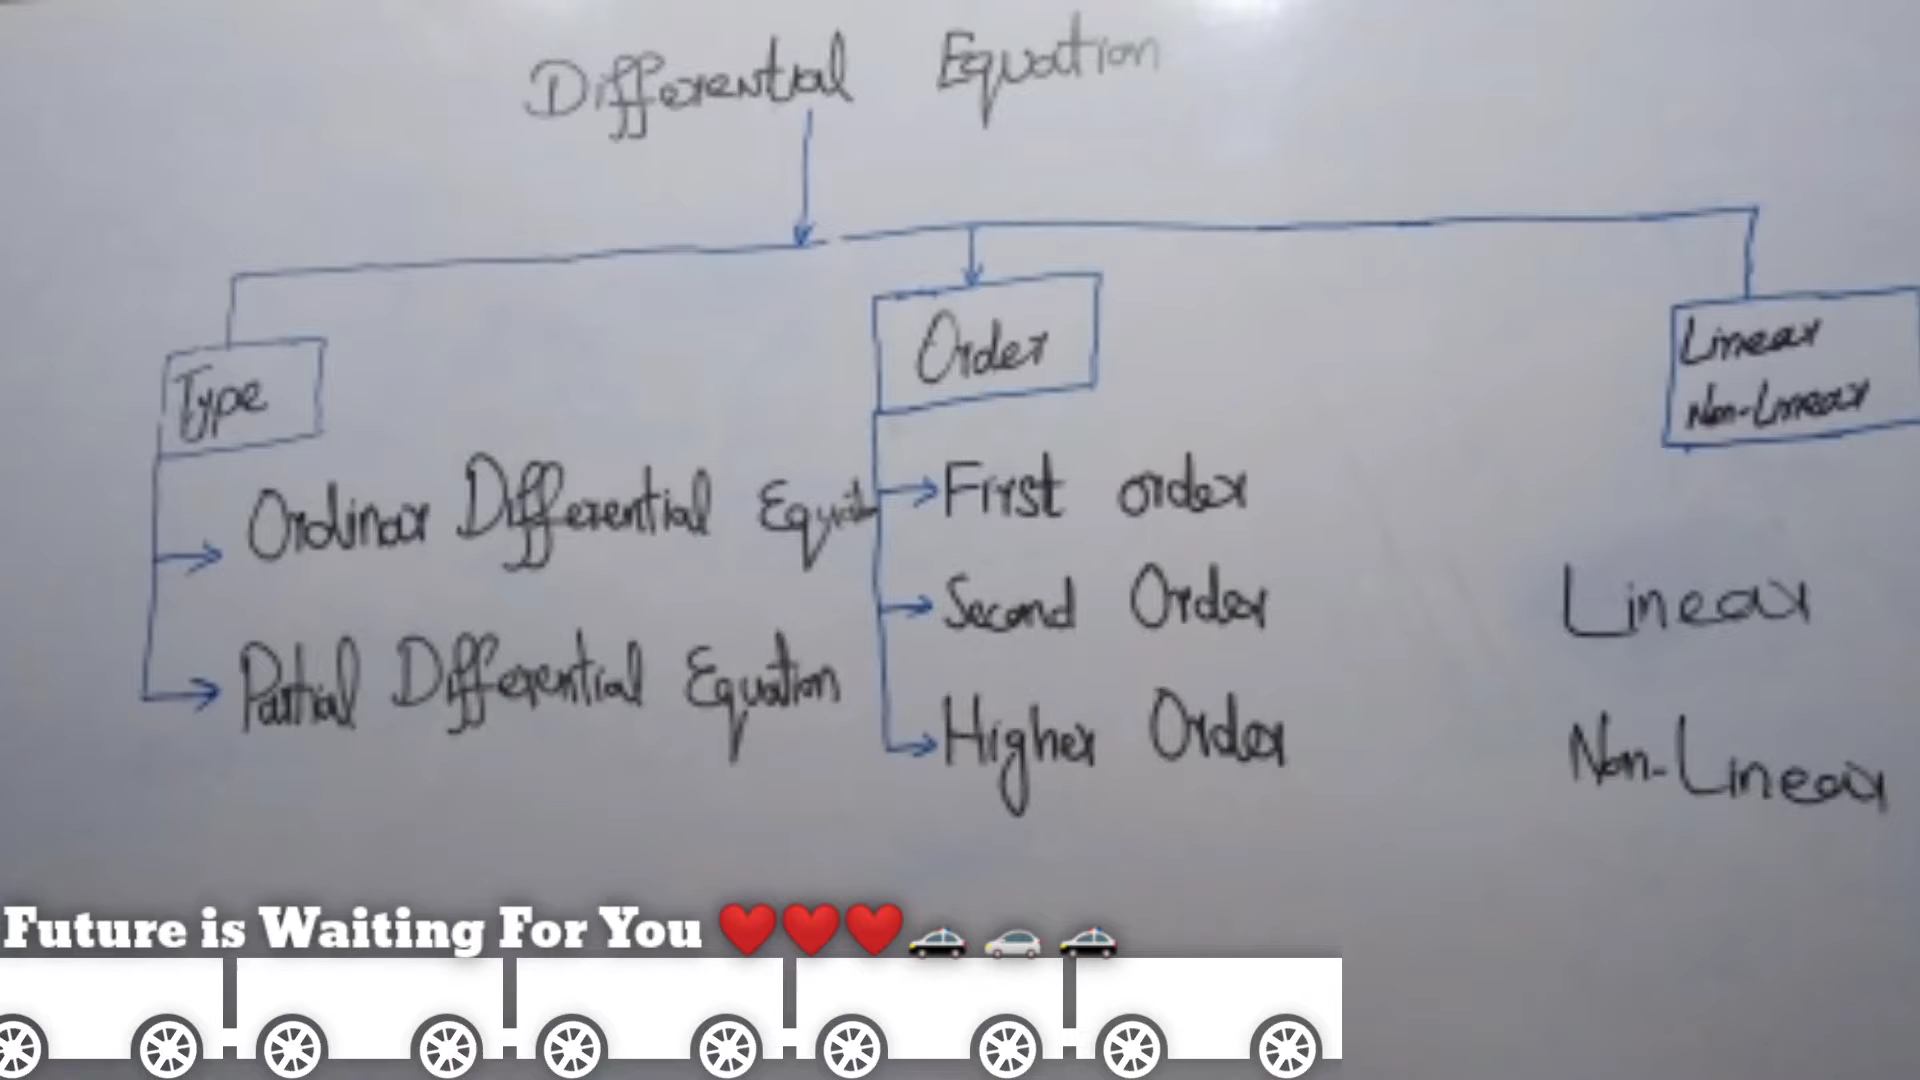 Differential Equation
Type
Ordinar Differential Equati
Partial Differential Equation
Order
First order
Second Order
Higher Order
Linear
Non-Linear
Linear
Non-Linear
Future is Waiting For You ❤️❤️❤️🚓🚗🚓